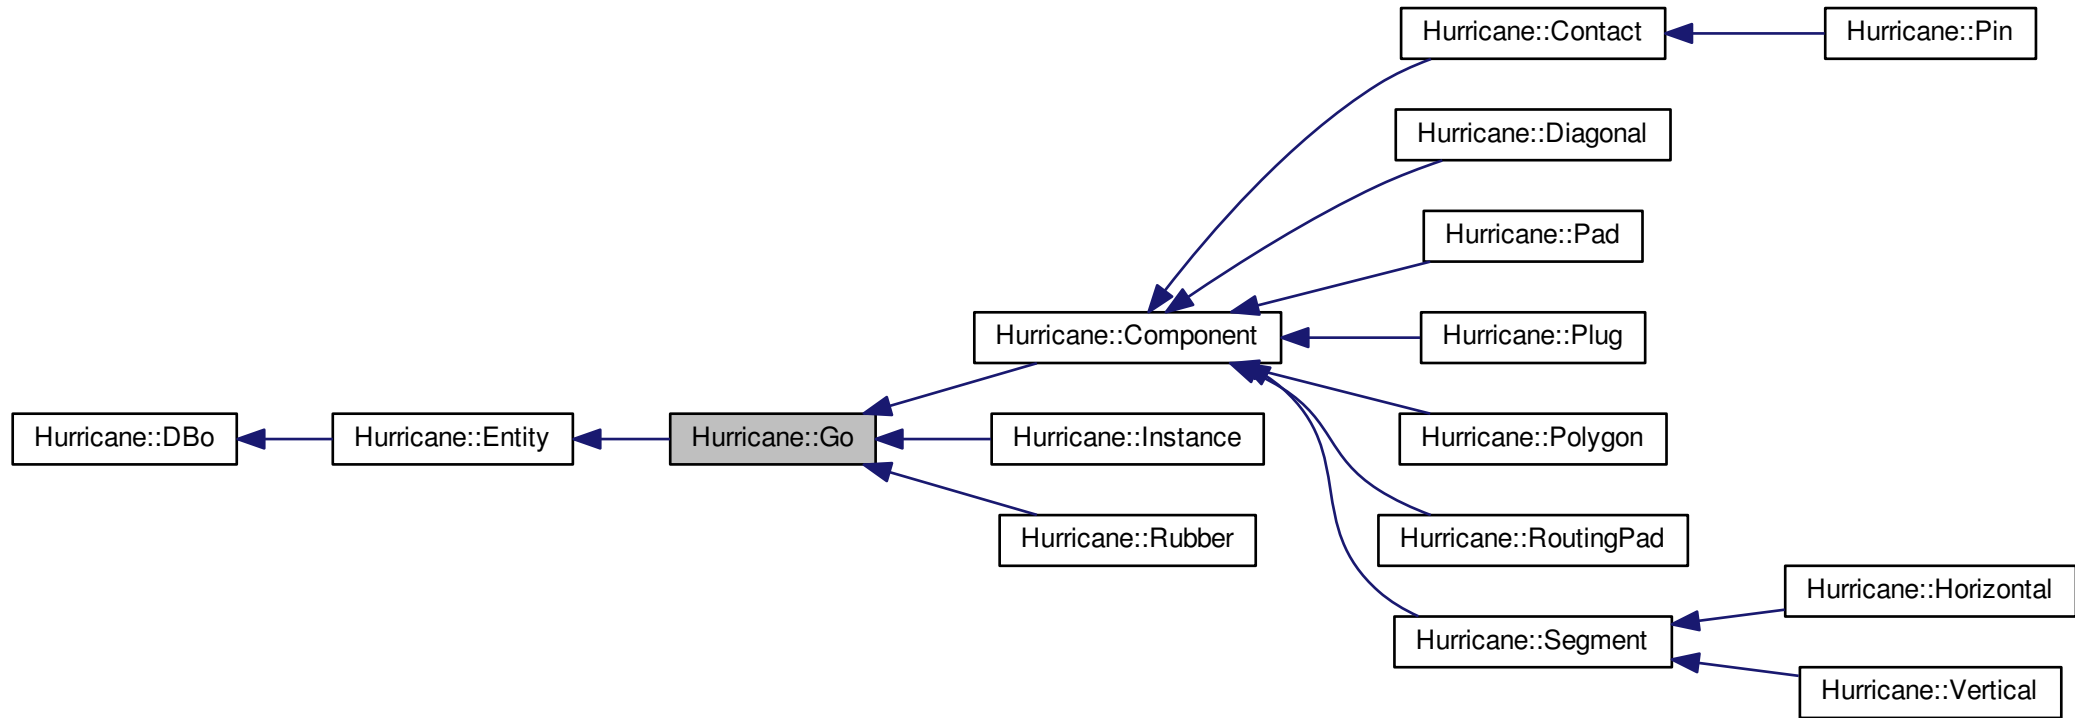 Hurricane::Contact
Hurricane::Pin
Hurricane::Diagonal
Hurricane::Pad
Hurricane::Component
Hurricane::Plug
Hurricane::DBo
Hurricane::Entity
Hurricane::Go
Hurricane::Instance
Hurricane::Polygon
Hurricane::Rubber
Hurricane::RoutingPad
Hurricane::Horizontal
Hurricane::Segment
Hurricane::Vertical